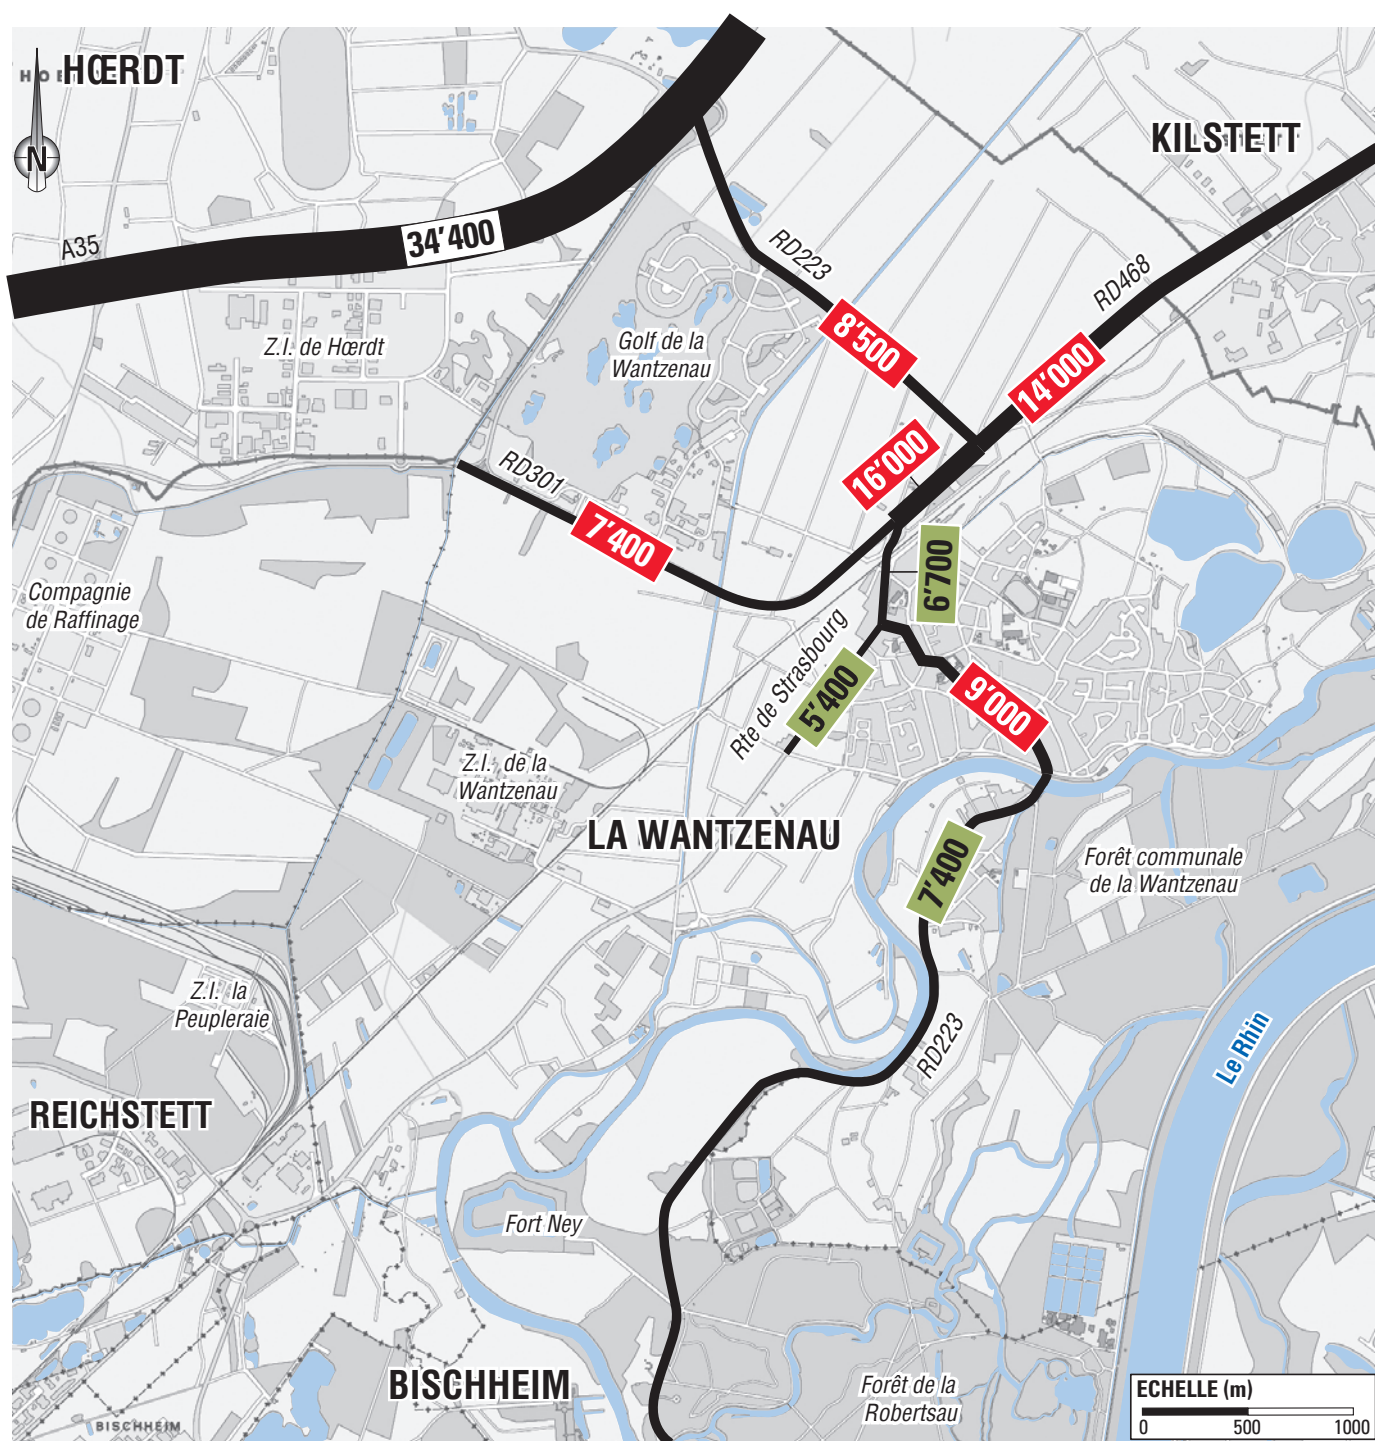 HŒRDT
N
KILSTETT
A35
34'400
RD223
RD468
8'500
Z.I. de Hœrdt
Golf de la
Wantzenau
14'000
16'000
RD301
7'400
6'700
Compagnie
de Raffinage
Rte de Strasbourg
5'400
9'000
Z.I. de la
Wantzenau
LA WANTZENAU
7'400
Forêt communale
de la Wantzenau
Z.I. la
Peupleraie
RD223
Le Rhin
REICHSTETT
Fort Ney
BISCHHEIM
Forêt de la
Robertsau
ECHELLE (m)
0 500 1000
BISCHHEIM